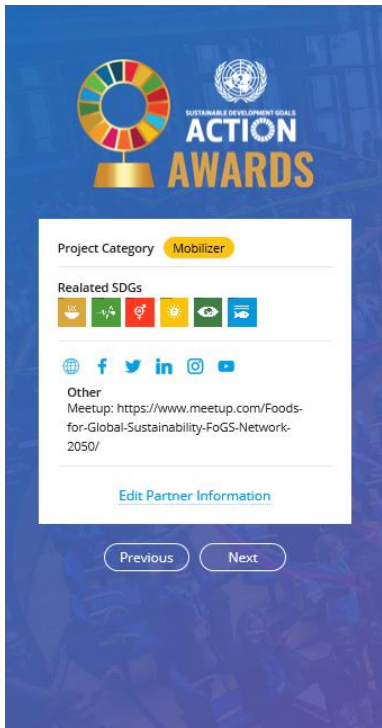 SUSTAINABLE DEVELOPMENT GOALS
ACTION
AWARDS
Project Category Mobilizer
Realated SDGs
Other
Meetup: https://www.meetup.com/Foods-
for-Global-Sustainability-FoGS-Network-
2050/
Edit Partner Information
Previous Next